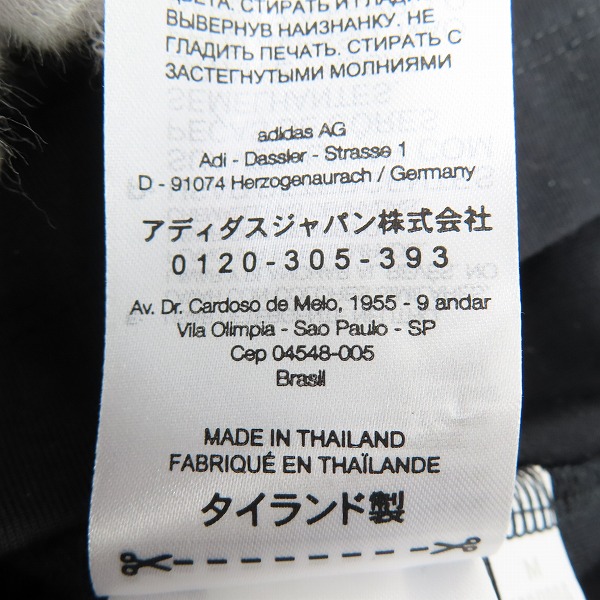 СТИРАТЬ И ГЛАДИТЬ
ВЫВЕРНУВ НАИЗНАНКУ. НЕ
ГЛАДИТЬ ПЕЧАТЬ. СТИРАТЬ С
ЗАСТЕГНУТЫМИ МОЛНИЯМИ
adidas AG
Adi - Dassler - Strasse 1
D - 91074 Herzogenaurach / Germany
アディダスジャパン株式会社
0120-305-393
Av. Dr. Cardoso de Melo, 1955 - 9 andar
Vila Olimpia - Sao Paulo - SP
Cep 04548-005
Brasil
MADE IN THAILAND
FABRIQUÉ EN THAÏLANDE
タイランド製
M